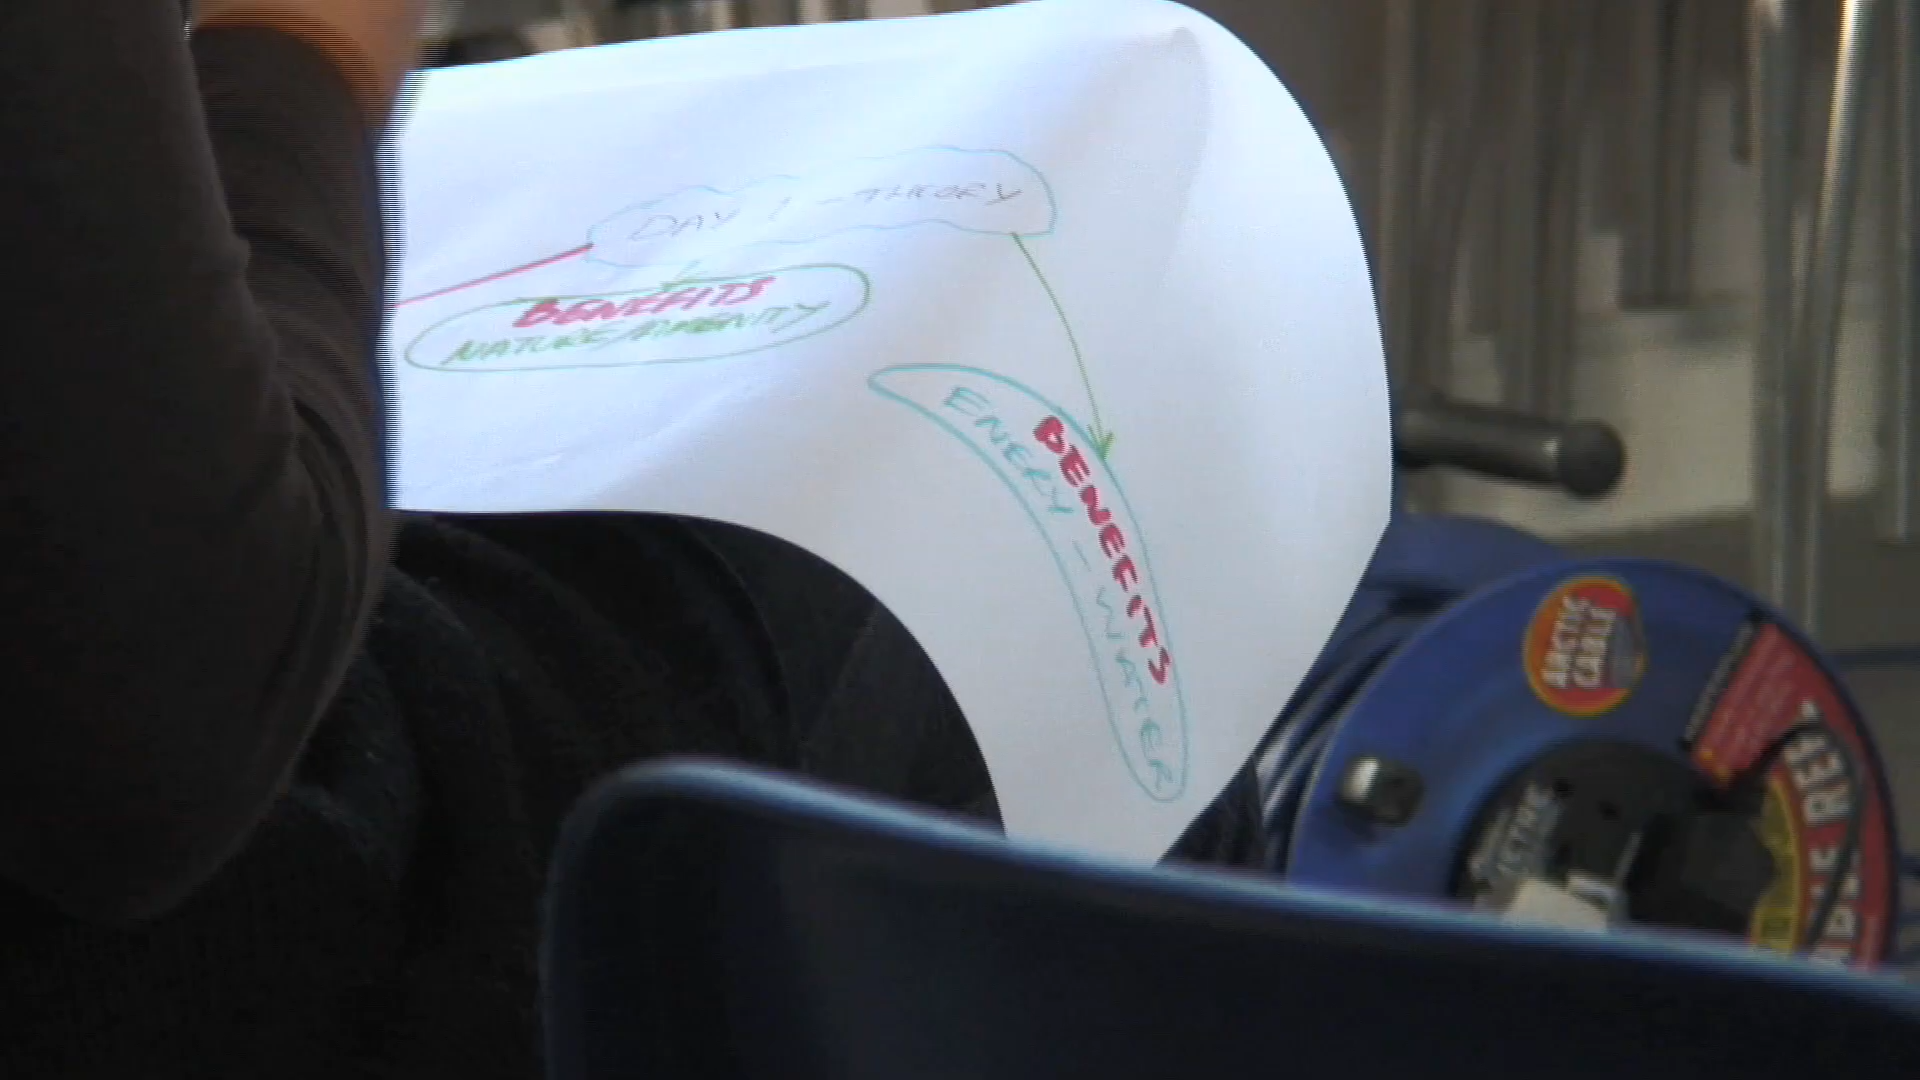 DAY 1 - THEORY
BENEFITS
NATURE/AMENITY
BENEFITS
ENERY - WATER
ARCTIC
CABLE